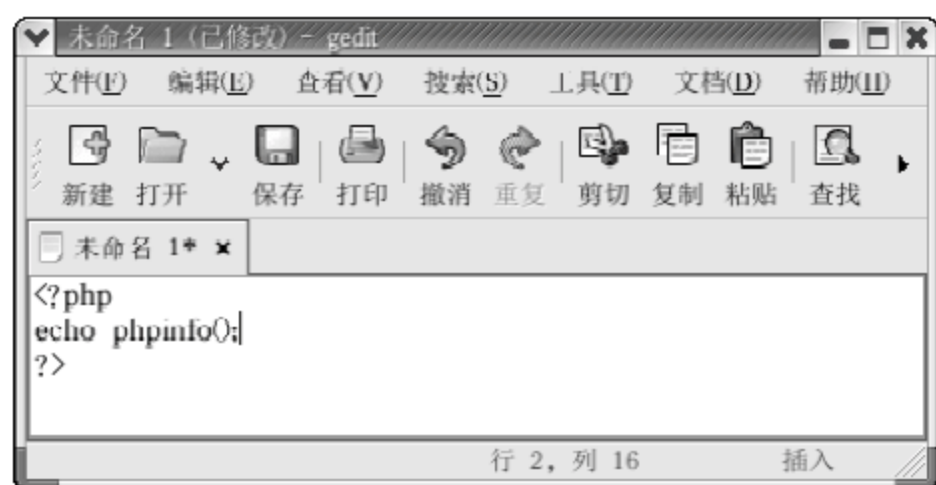 未命名 1 (已修改) - gedit
文件(F) 编辑(E) 查看(V) 搜索(S) 工具(T) 文档(D) 帮助(H)
新建 打开 保存 打印 撤消 重复 剪切 复制 粘贴 查找
未命名 1*
<?php
echo phpinfo();
?>
行 2, 列 16 插入